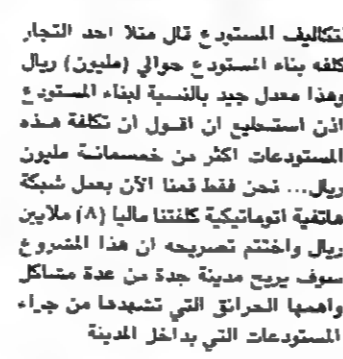 لتكاليف المستودع قال مثلا احد التجار
كلفه بناء المستودع حوالي (مليون) ريال
وهذا معدل جيد بالنسبة لبناء المستودع
اذن استطيع ان اقول ان تكلفة هذه
المستودعات اكثر من خمسمائة مليون
ريال... نحن فقط قمنا الآن بعمل شبكة
هاتفية اتوماتيكية كلفتنا ماليا (٨) ملايين
ريال واختتم تصريحه ان هذا المشروع
سوف يريح مدينة جدة من عدة مشاكل
واهمها الحرائق التي تشهدها من جراء
المستودعات التي بداخل المدينة